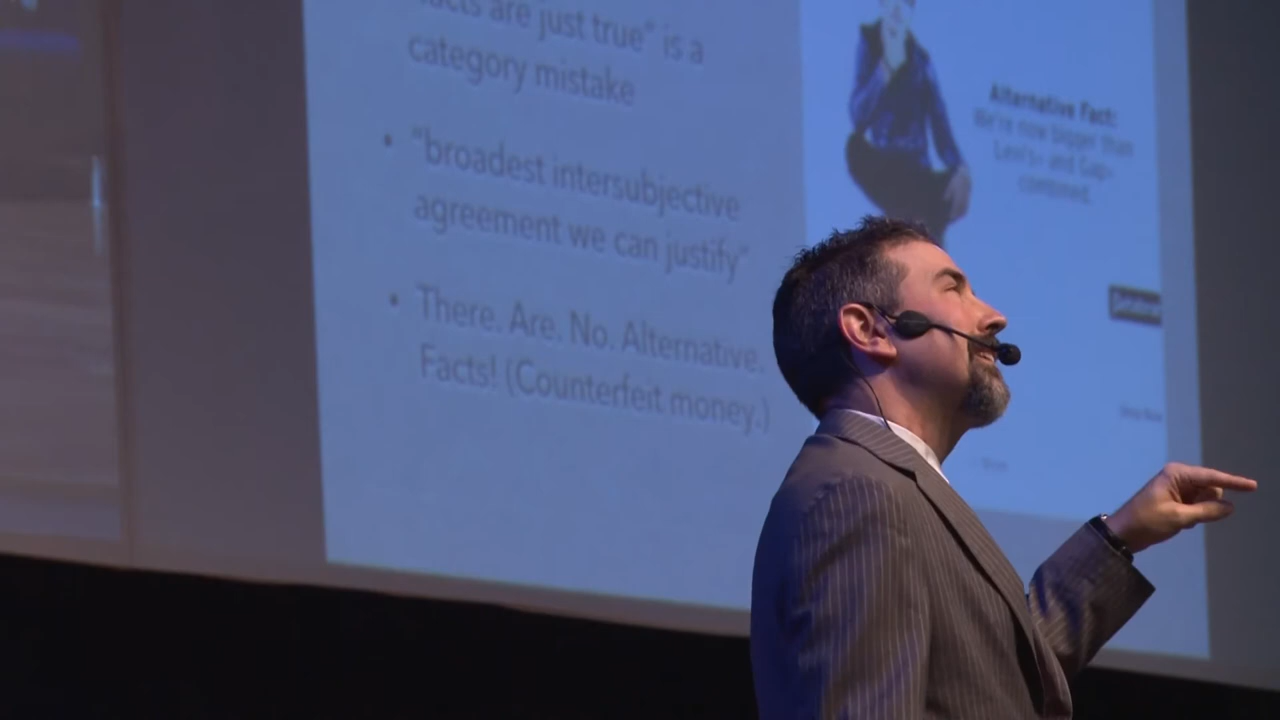 facts are just true" is a
category mistake
• "broadest intersubjective
agreement we can justify"
• There. Are. No. Alternative.
Facts! (Counterfeit money.)
Alternative Fact:
We're now bigger than
Levi's and Gap
combined.